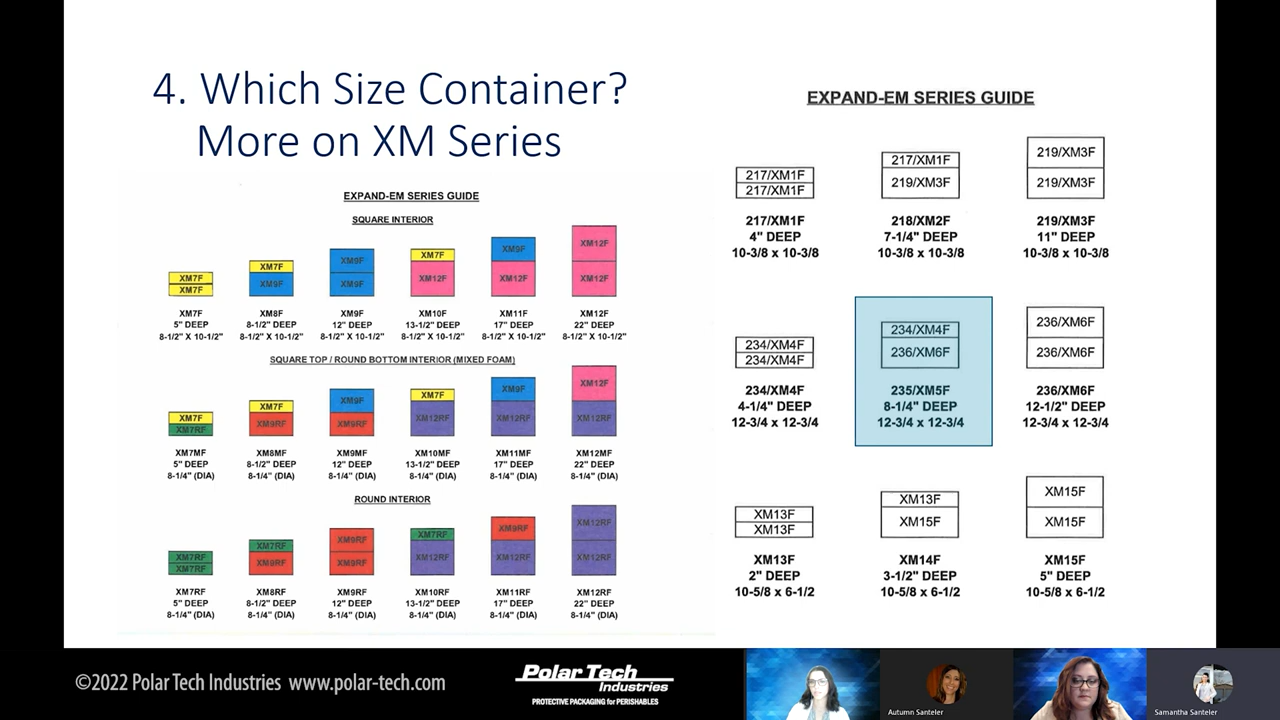 4. Which Size Container?
More on XM Series
EXPAND-EM SERIES GUIDE
SQUARE INTERIOR
XM7F
XM7F
XM7F
5" DEEP
8-1/2" X 10-1/2"
XM7F
XM9F
XM8F
8-1/2" DEEP
8-1/2" X 10-1/2"
XM9F
XM9F
XM9F
12" DEEP
8-1/2" X 10-1/2"
XM7F
XM12F
XM10F
13-1/2" DEEP
8-1/2" X 10-1/2"
XM9F
XM12F
XM11F
17" DEEP
8-1/2" X 10-1/2"
XM12F
XM12F
XM12F
22" DEEP
8-1/2" X 10-1/2"
SQUARE TOP / ROUND BOTTOM INTERIOR (MIXED FOAM)
XM7F
XM7RF
XM7MF
5" DEEP
8-1/4" (DIA)
XM7F
XM9RF
XM8MF
8-1/2" DEEP
8-1/4" (DIA)
XM9F
XM9RF
XM9MF
12" DEEP
8-1/4" (DIA)
XM7F
XM12RF
XM10MF
13-1/2" DEEP
8-1/4" (DIA)
XM9F
XM12RF
XM11MF
17" DEEP
8-1/4" (DIA)
XM12F
XM12RF
XM12MF
22" DEEP
8-1/4" (DIA)
ROUND INTERIOR
XM7RF
XM7RF
XM7RF
5" DEEP
8-1/4" (DIA)
XM7RF
XM9RF
XM8RF
8-1/2" DEEP
8-1/4" (DIA)
XM9RF
XM9RF
XM9RF
12" DEEP
8-1/4" (DIA)
XM7RF
XM12RF
XM10RF
13-1/2" DEEP
8-1/4" (DIA)
XM9RF
XM12RF
XM11RF
17" DEEP
8-1/4" (DIA)
XM12RF
XM12RF
XM12RF
22" DEEP
8-1/4" (DIA)
EXPAND-EM SERIES GUIDE
217/XM1F
217/XM1F
217/XM1F
4" DEEP
10-3/8 x 10-3/8
217/XM1F
219/XM3F
218/XM2F
7-1/4" DEEP
10-3/8 x 10-3/8
219/XM3F
219/XM3F
219/XM3F
11" DEEP
10-3/8 x 10-3/8
234/XM4F
234/XM4F
234/XM4F
4-1/4" DEEP
12-3/4 x 12-3/4
234/XM4F
236/XM6F
235/XM5F
8-1/4" DEEP
12-3/4 x 12-3/4
236/XM6F
236/XM6F
236/XM6F
12-1/2" DEEP
12-3/4 x 12-3/4
XM13F
XM13F
XM13F
2" DEEP
10-5/8 x 6-1/2
XM13F
XM15F
XM14F
3-1/2" DEEP
10-5/8 x 6-1/2
XM15F
XM15F
XM15F
5" DEEP
10-5/8 x 6-1/2
©2022 Polar Tech Industries www.polar-tech.com
Polar Tech
Industries
PROTECTIVE PACKAGING for PERISHABLES
Autumn Santeler
Samantha Santeler